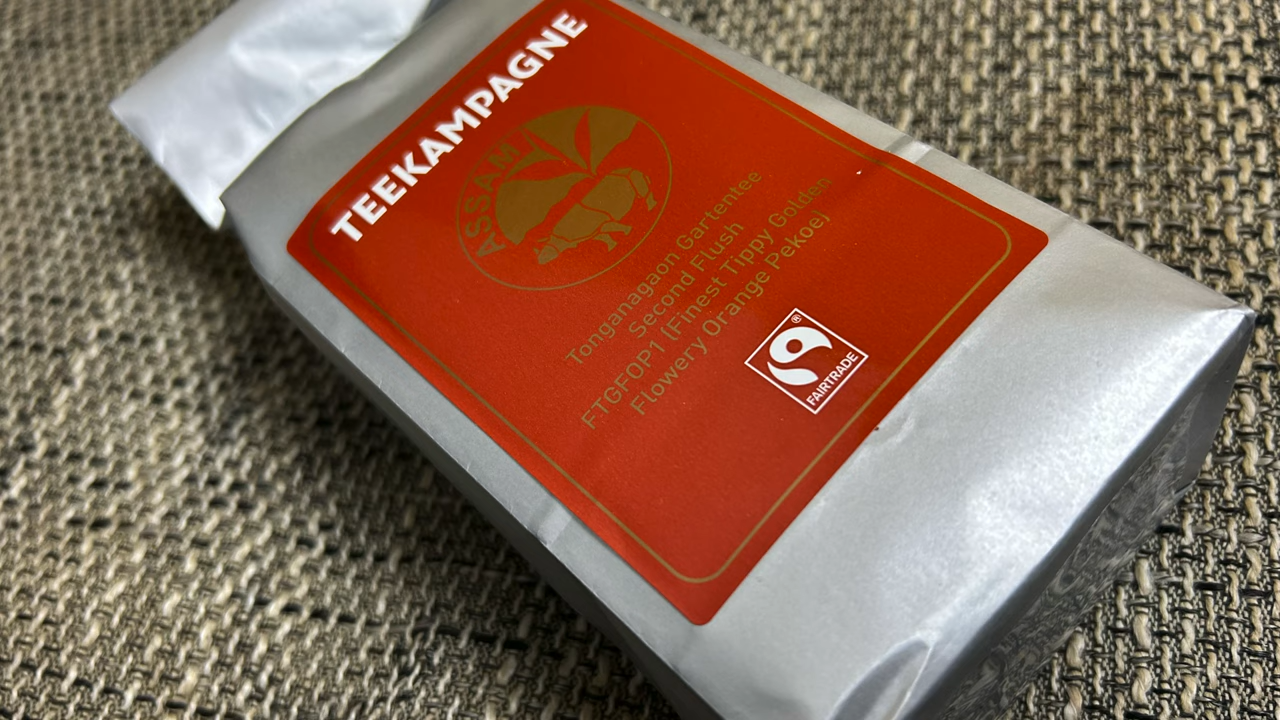 TEEKAMPAGNE
ASSAM
Tonganagaon Gartentee
Second Flush
FTGFOP1 (Finest Tippy Golden
Flowery Orange Pekoe)
®
FAIRTRADE